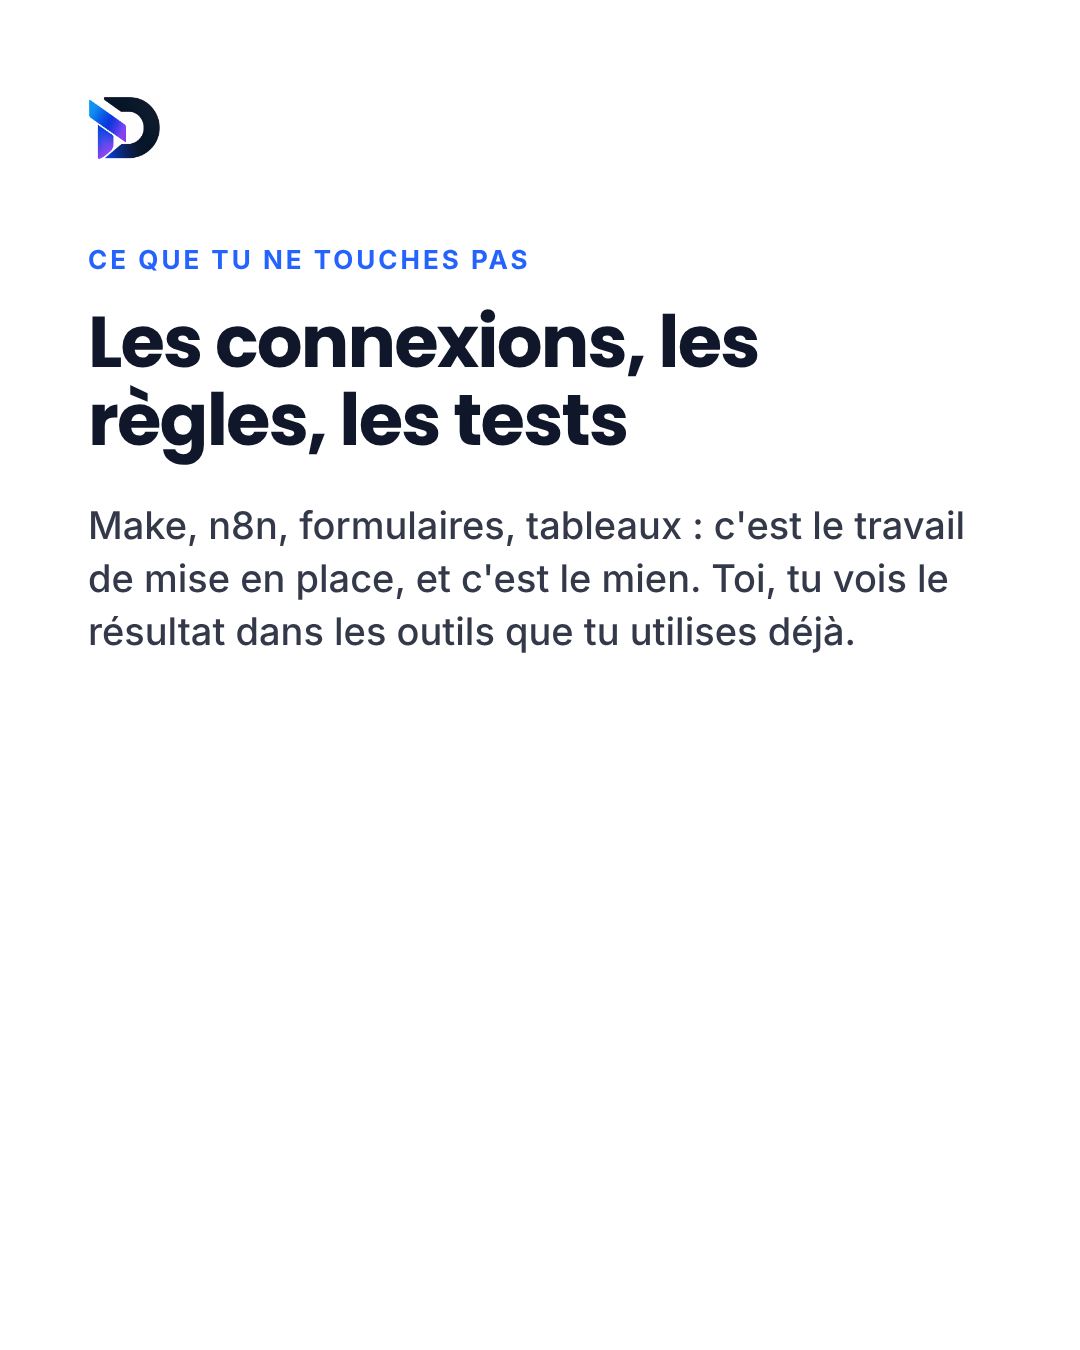 CE QUE TU NE TOUCHES PAS
Les connexions, les
règles, les tests
Make, n8n, formulaires, tableaux : c'est le travail
de mise en place, et c'est le mien. Toi, tu vois le
résultat dans les outils que tu utilises déjà.